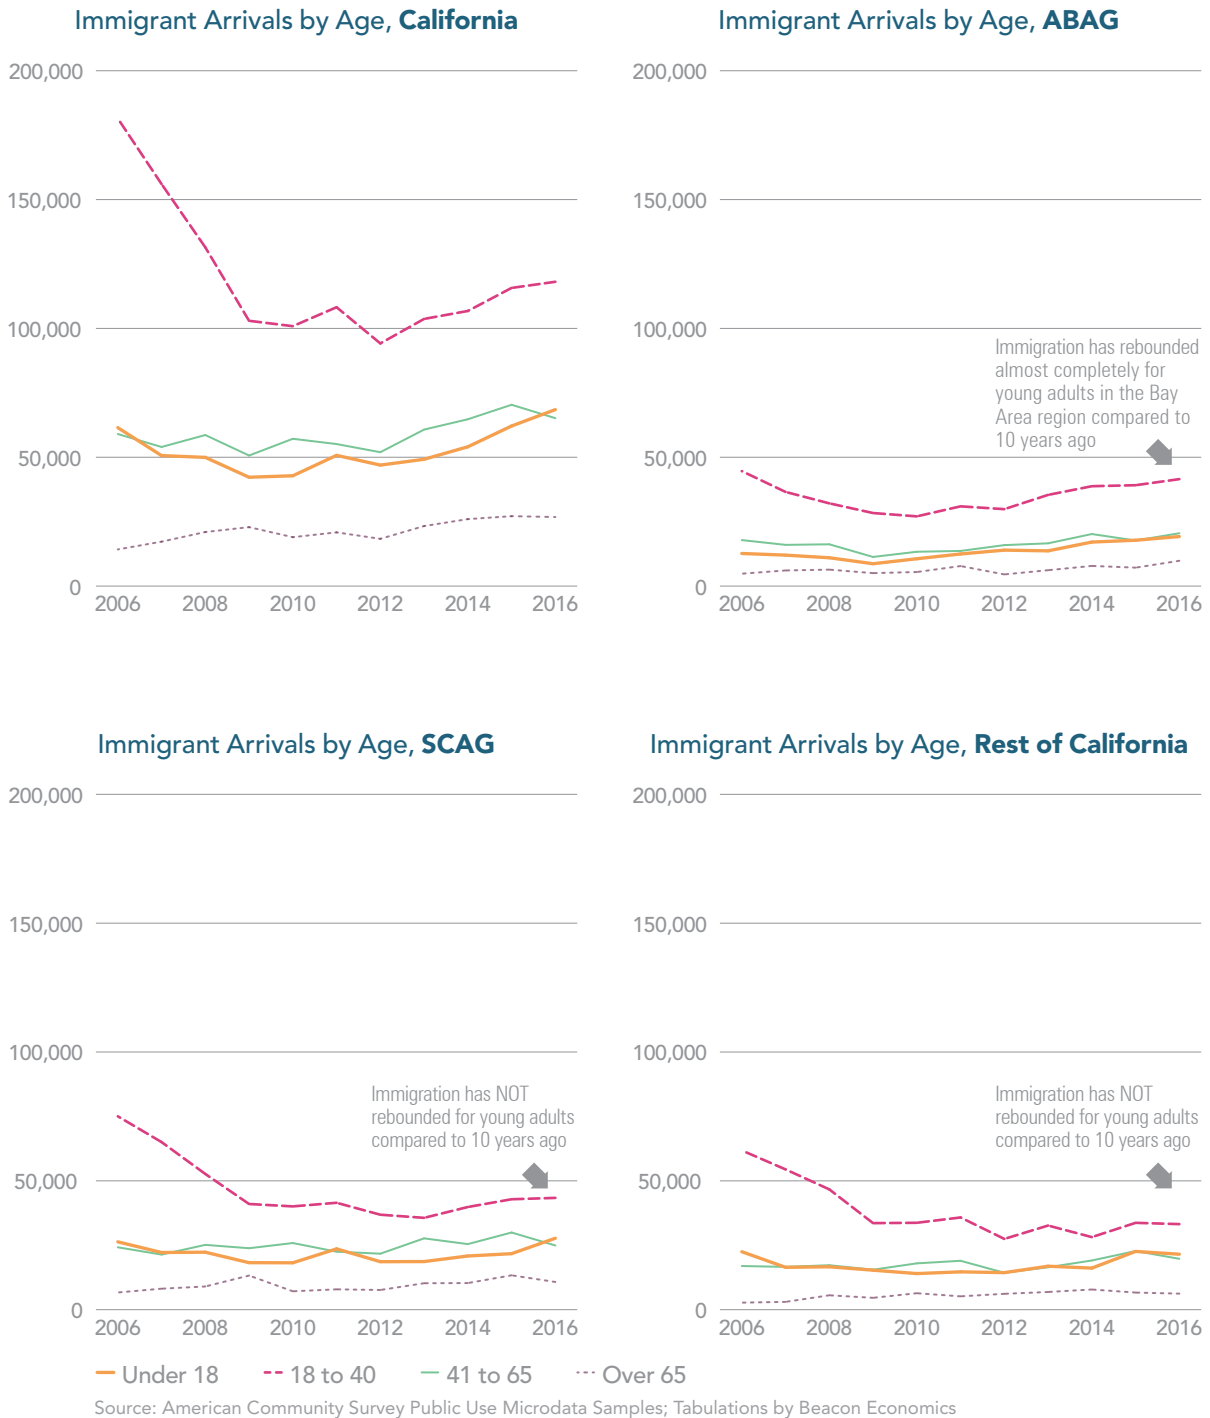 Immigrant Arrivals by Age, California
200,000
150,000
100,000
50,000
0
2006 2008 2010 2012 2014 2016
Immigrant Arrivals by Age, ABAG
200,000
150,000
100,000
Immigration has rebounded
almost completely for
young adults in the Bay
Area region compared to
10 years ago
50,000
0
2006 2008 2010 2012 2014 2016
Immigrant Arrivals by Age, SCAG
200,000
150,000
100,000
Immigration has NOT
rebounded for young adults
compared to 10 years ago
50,000
0
2006 2008 2010 2012 2014 2016
Immigrant Arrivals by Age, Rest of California
200,000
150,000
100,000
Immigration has NOT
rebounded for young adults
compared to 10 years ago
50,000
0
2006 2008 2010 2012 2014 2016
Under 18 18 to 40 41 to 65 Over 65
Source: American Community Survey Public Use Microdata Samples; Tabulations by Beacon Economics